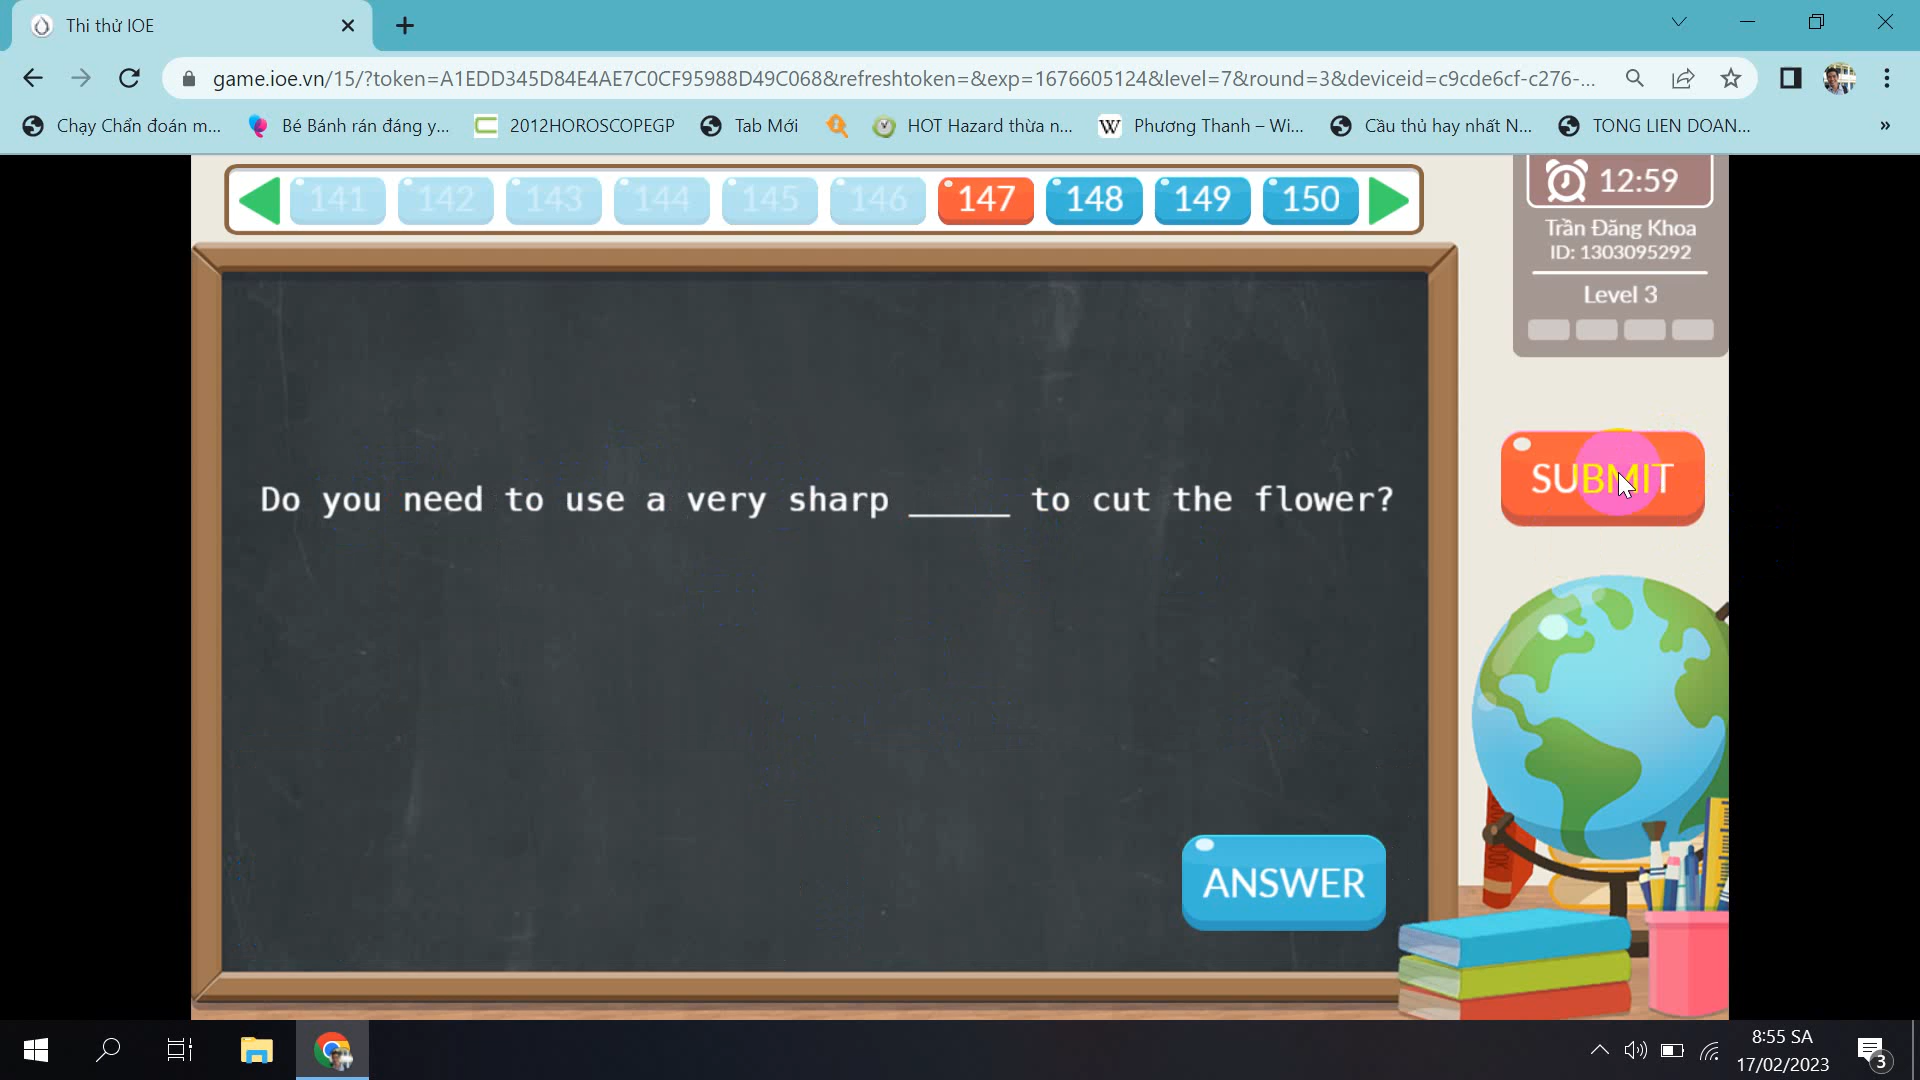 Thi thử IOE
game.ioe.vn/15/?token=A1EDD345D84E4AE7C0CF95988D49C068&refreshtoken=&exp=1676605124&level=7&round=3&deviceid=c9cde6cf-c276-...
Chạy Chẩn đoán m... Bé Bánh rán đáng y... 2012HOROSCOPEGP Tab Mới HOT Hazard thừa n... W Phương Thanh – Wi... Cầu thủ hay nhất N... TONG LIEN DOAN... »
141 142 143 144 145 146 147 148 149 150
12:59
Trần Đăng Khoa
ID: 1303095292
Level 3
SUBMIT
Do you need to use a very sharp _____ to cut the flower?
ANSWER
8:55 SA
17/02/2023
3